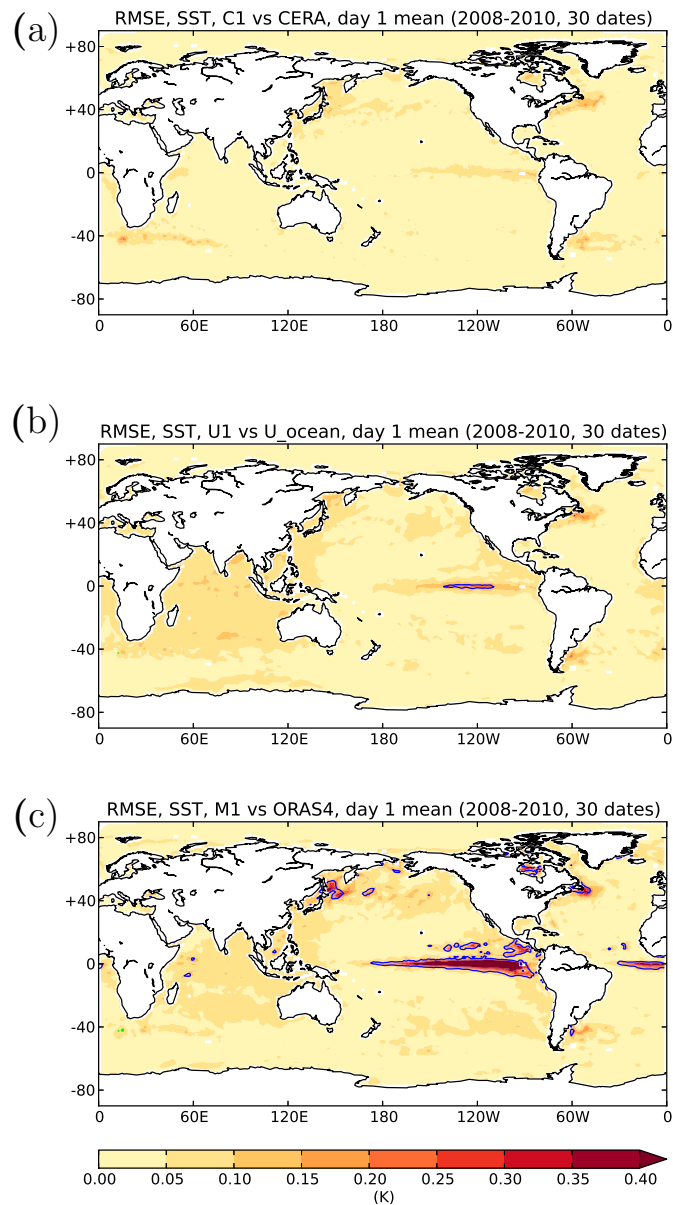 (a)
RMSE, SST, C1 vs CERA, day 1 mean (2008-2010, 30 dates)
+80
+40
0
-40
-80
0 60E 120E 180 120W 60W 0
(b)
RMSE, SST, U1 vs U_ocean, day 1 mean (2008-2010, 30 dates)
+80
+40
0
-40
-80
0 60E 120E 180 120W 60W 0
(c)
RMSE, SST, M1 vs ORAS4, day 1 mean (2008-2010, 30 dates)
+80
+40
0
-40
-80
0 60E 120E 180 120W 60W 0
0.00 0.05 0.10 0.15 0.20 0.25 0.30 0.35 0.40
(K)